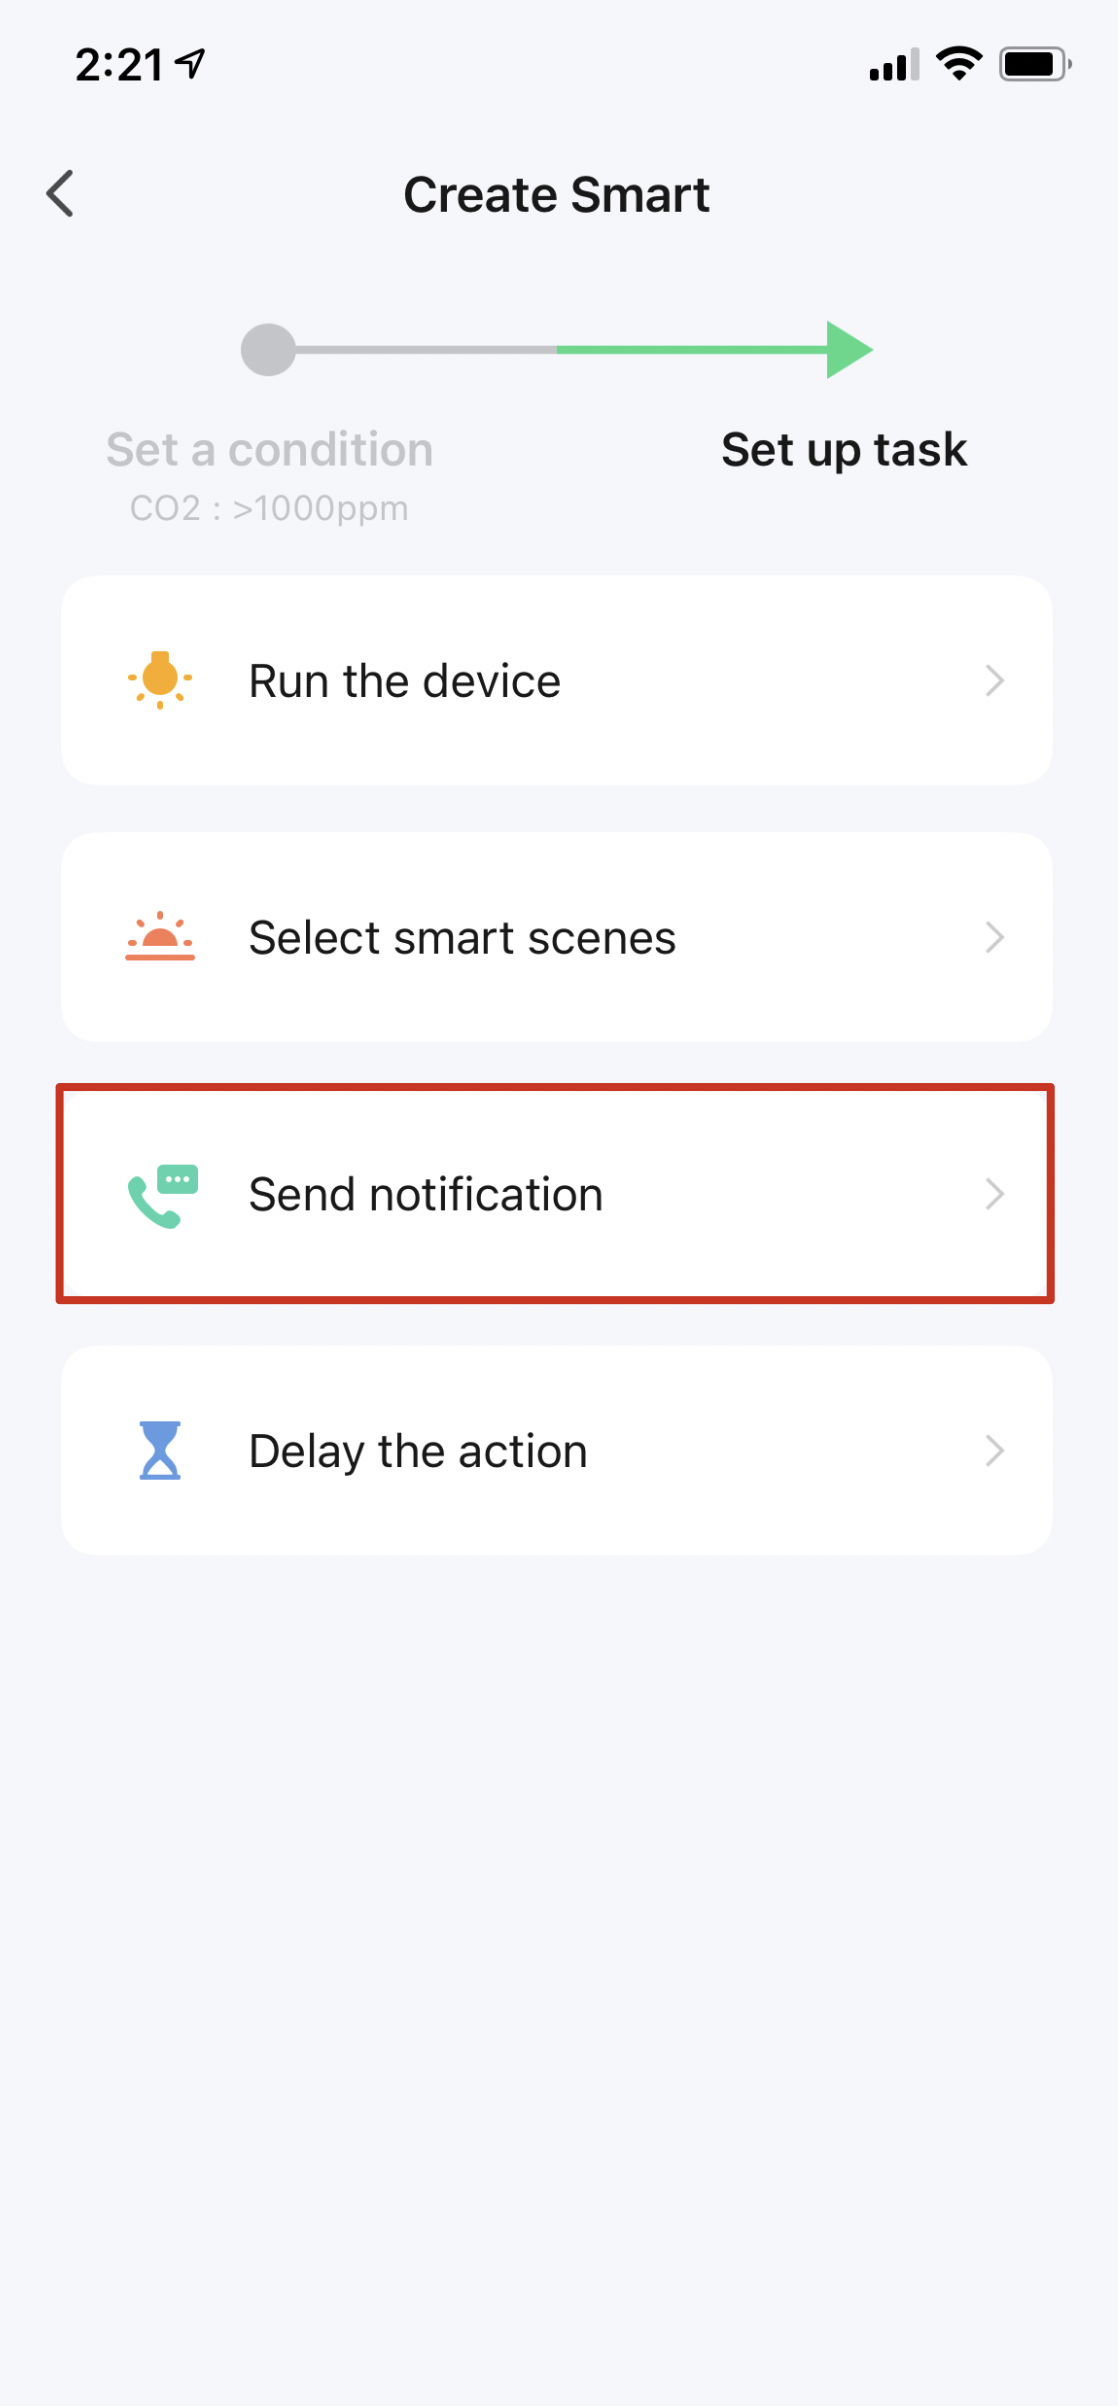 2:21
Create Smart
Set a condition
Set up task
CO2 : >1000ppm
Run the device
Select smart scenes
Send notification
Delay the action